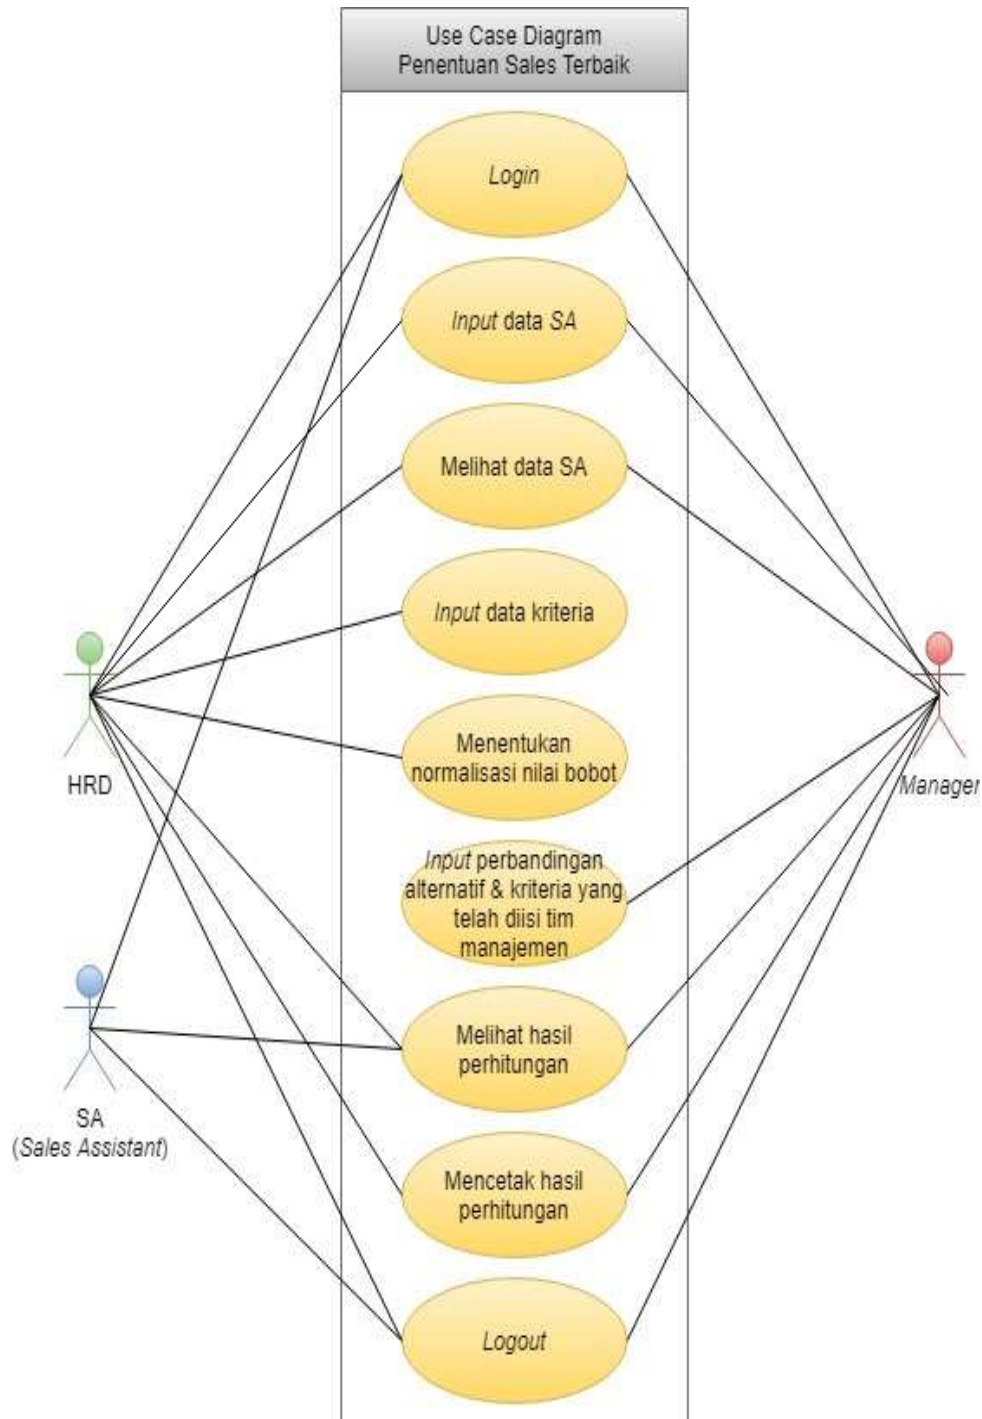 Use Case Diagram
Penentuan Sales Terbaik
Login
Input data SA
Melihat data SA
Input data kriteria
HRD
Menentukan
normalisasi nilai bobot
Manager
Input perbandingan
alternatif & kriteria yang
telah diisi tim
manajemen
Melihat hasil
perhitungan
SA
(Sales Assistant)
Mencetak hasil
perhitungan
Logout